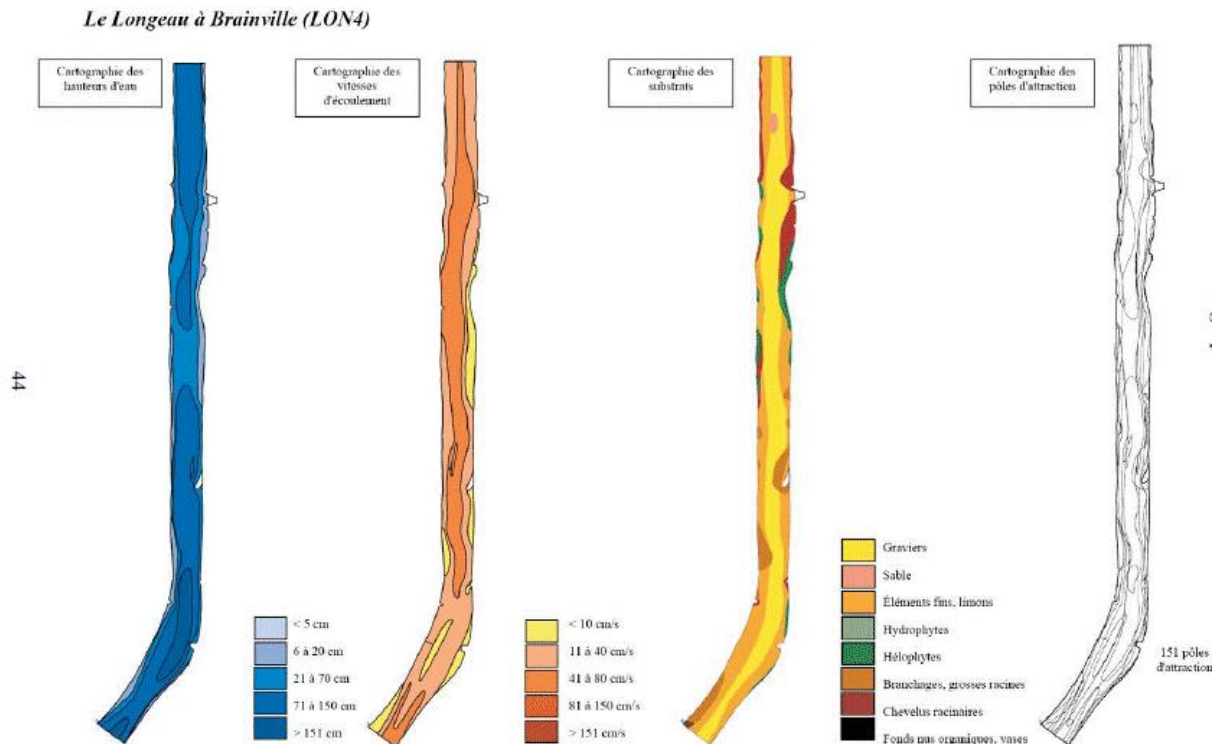 Le Longeau à Brainville (LON4)
Cartographie des
hauteurs d'eau
Cartographie des
vitesses
d'écoulement
Cartographie des
substrats
Cartographie des
pôles d'attraction
44
< 5 cm
6 à 20 cm
21 à 70 cm
71 à 150 cm
> 151 cm
< 10 cm/s
11 à 40 cm/s
41 à 80 cm/s
81 à 150 cm/s
> 151 cm/s
Graviers
Sable
Éléments fins, limons
Hydrophytes
Hélophytes
Branchages, grosses racines
Chevelus racinaires
Fonds nus organiques, vases
151 pôles
d'attraction